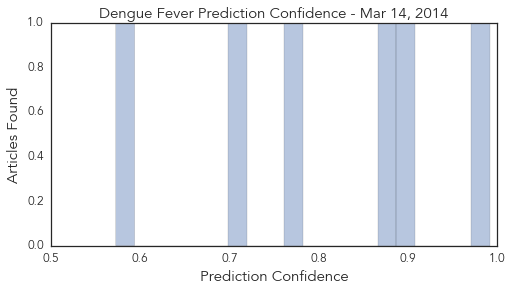 Dengue Fever Prediction Confidence - Mar 14, 2014
1.0
0.8
0.6
0.4
0.2
0.0
Articles Found
0.5 0.6 0.7 0.8 0.9 1.0
Prediction Confidence